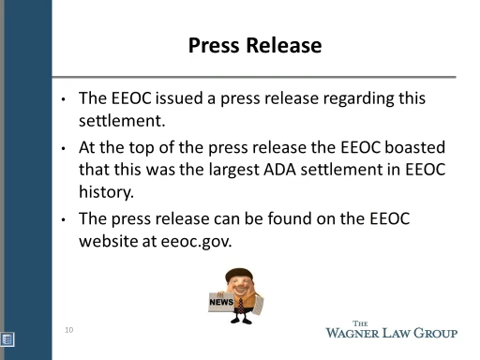 Press Release
• The EEOC issued a press release regarding this
settlement.
• At the top of the press release the EEOC boasted
that this was the largest ADA settlement in EEOC
history.
• The press release can be found on the EEOC
website at eeoc.gov.
NEWS
10
THE
WAGNER LAW GROUP